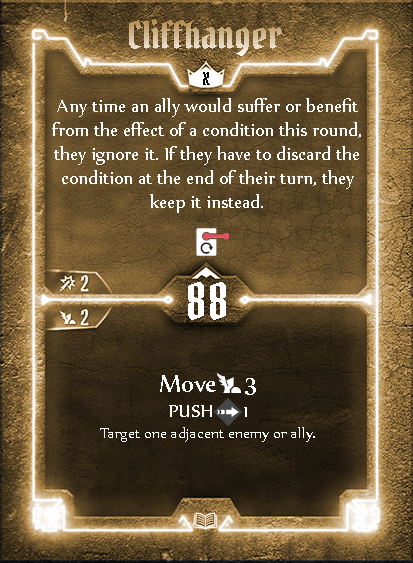 Cliffhanger
X
Any time an ally would suffer or benefit
from the effect of a condition this round,
they ignore it. If they have to discard the
condition at the end of their turn, they
keep it instead.
2
88
2
Move 3
PUSH 1
Target one adjacent enemy or ally.